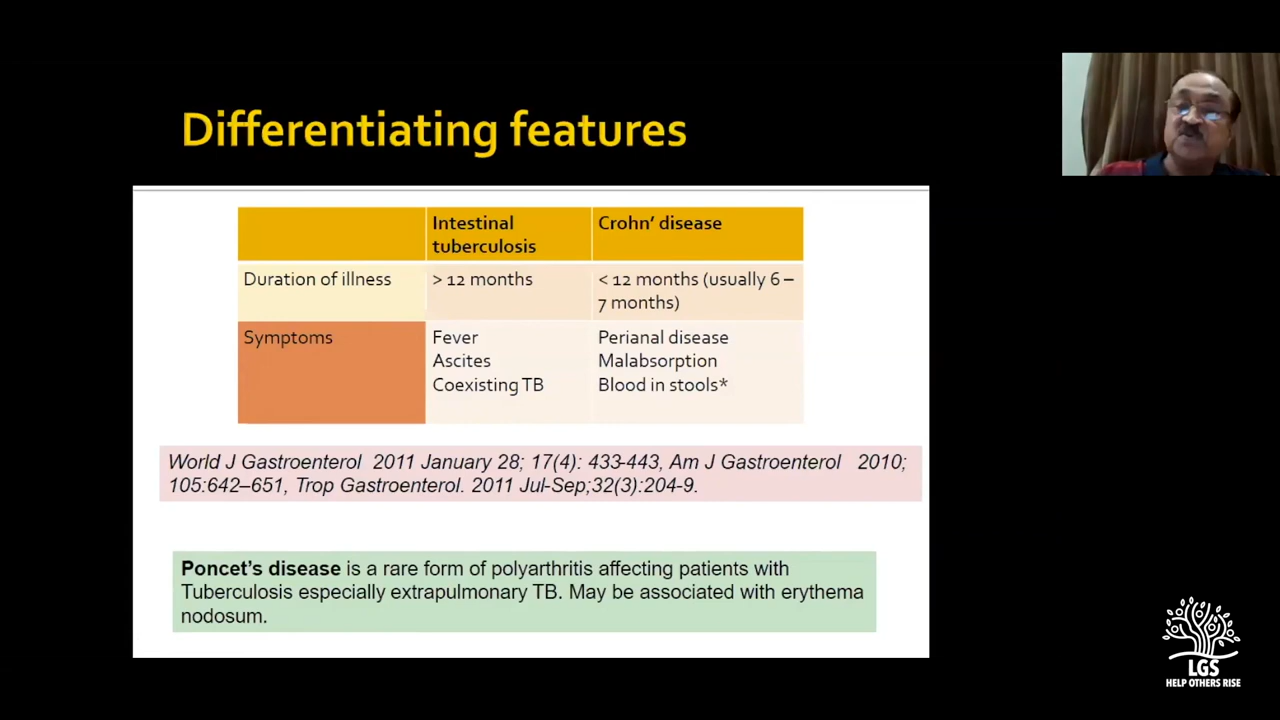 Differentiating features
Intestinal tuberculosis
Crohn' disease
Duration of illness
> 12 months
< 12 months (usually 6 – 7 months)
Symptoms
Fever
Ascites
Coexisting TB
Perianal disease
Malabsorption
Blood in stools*
World J Gastroenterol 2011 January 28; 17(4): 433-443, Am J Gastroenterol 2010;
105:642–651, Trop Gastroenterol. 2011 Jul-Sep;32(3):204-9.
Poncet's disease is a rare form of polyarthritis affecting patients with
Tuberculosis especially extrapulmonary TB. May be associated with erythema
nodosum.
LGS
HELP OTHERS RISE